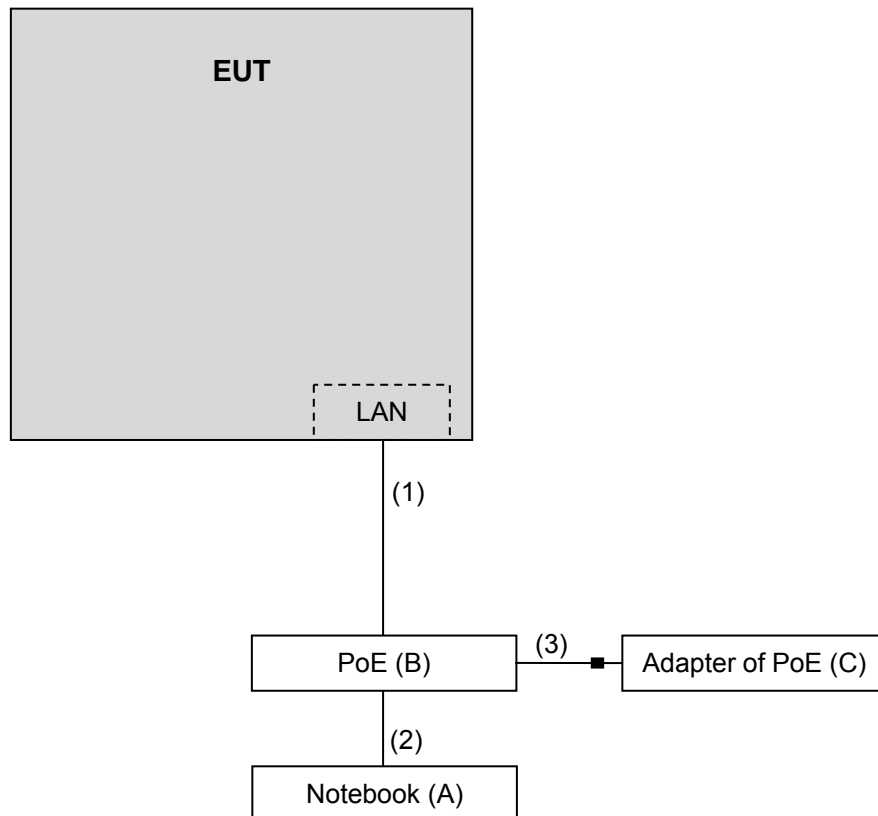 EUT
LAN
(1)
PoE (B)
(3)
Adapter of PoE (C)
(2)
Notebook (A)